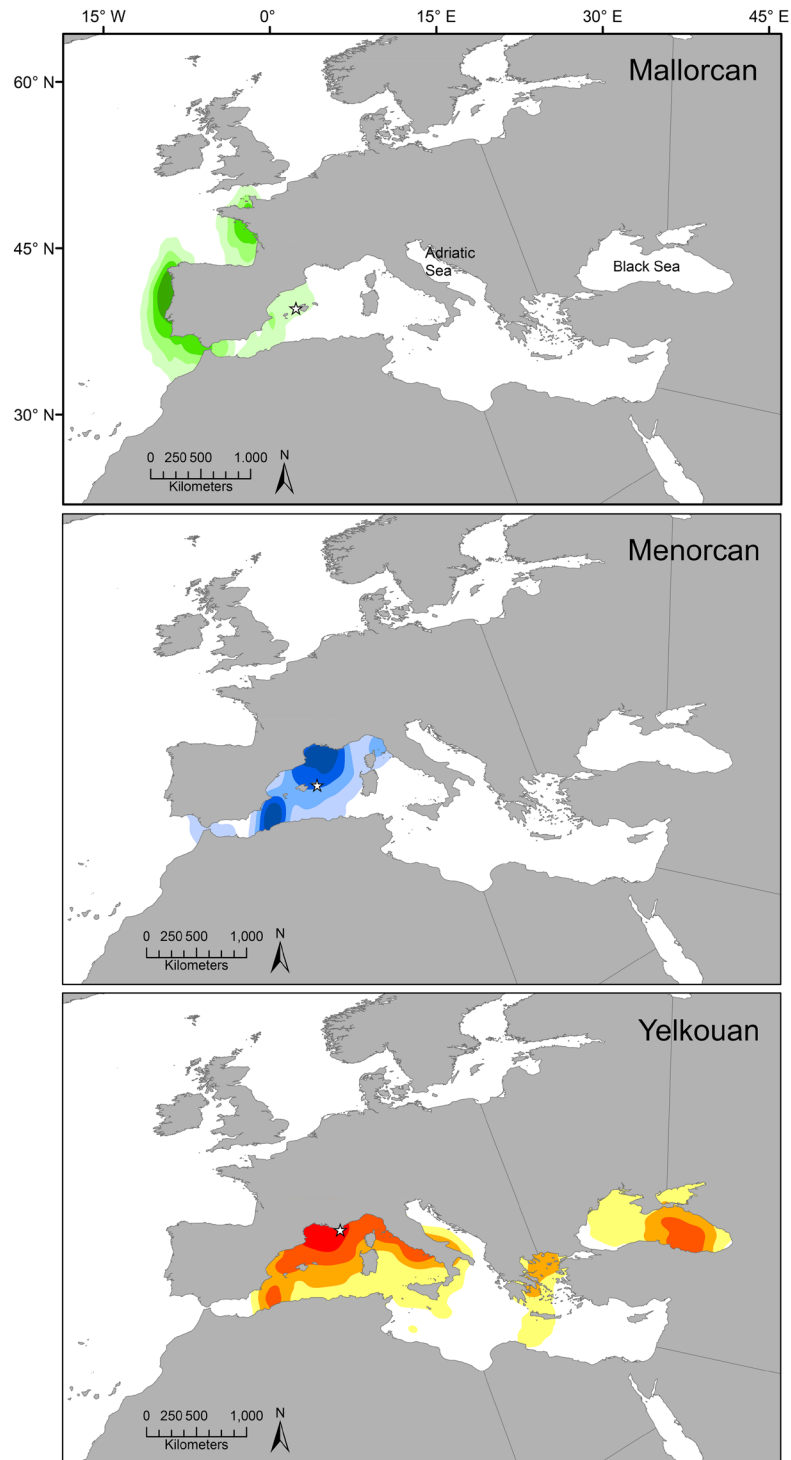 15° W 0° 15° E 30° E 45° E
60° N
45° N
30° N
Mallorcan
Adriatic
Sea
Black Sea
0 250 500 1.000
Kilometers
N
Menorcan
0 250 500 1,000
Kilometers
N
Yelkouan
0 250 500 1,000
Kilometers
N